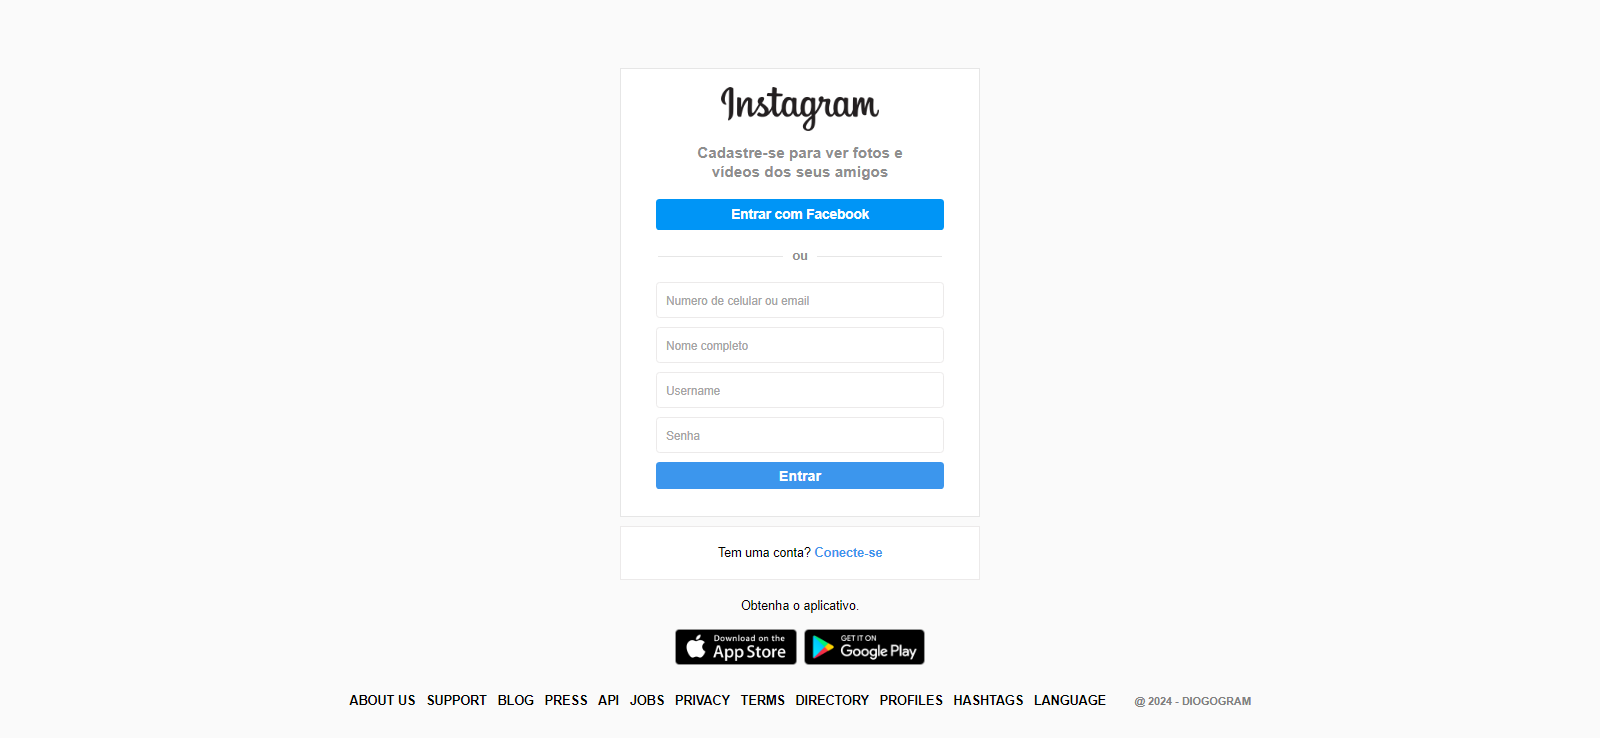 Instagram
Cadastre-se para ver fotos e
vídeos dos seus amigos
Entrar com Facebook
ou
Numero de celular ou email
Nome completo
Username
Senha
Entrar
Tem uma conta? Conecte-se
Obtenha o aplicativo.
Download on the
App Store
GET IT ON
Google Play
ABOUT US SUPPORT BLOG PRESS API JOBS PRIVACY TERMS DIRECTORY PROFILES HASHTAGS LANGUAGE @ 2024 - DIOGOGRAM